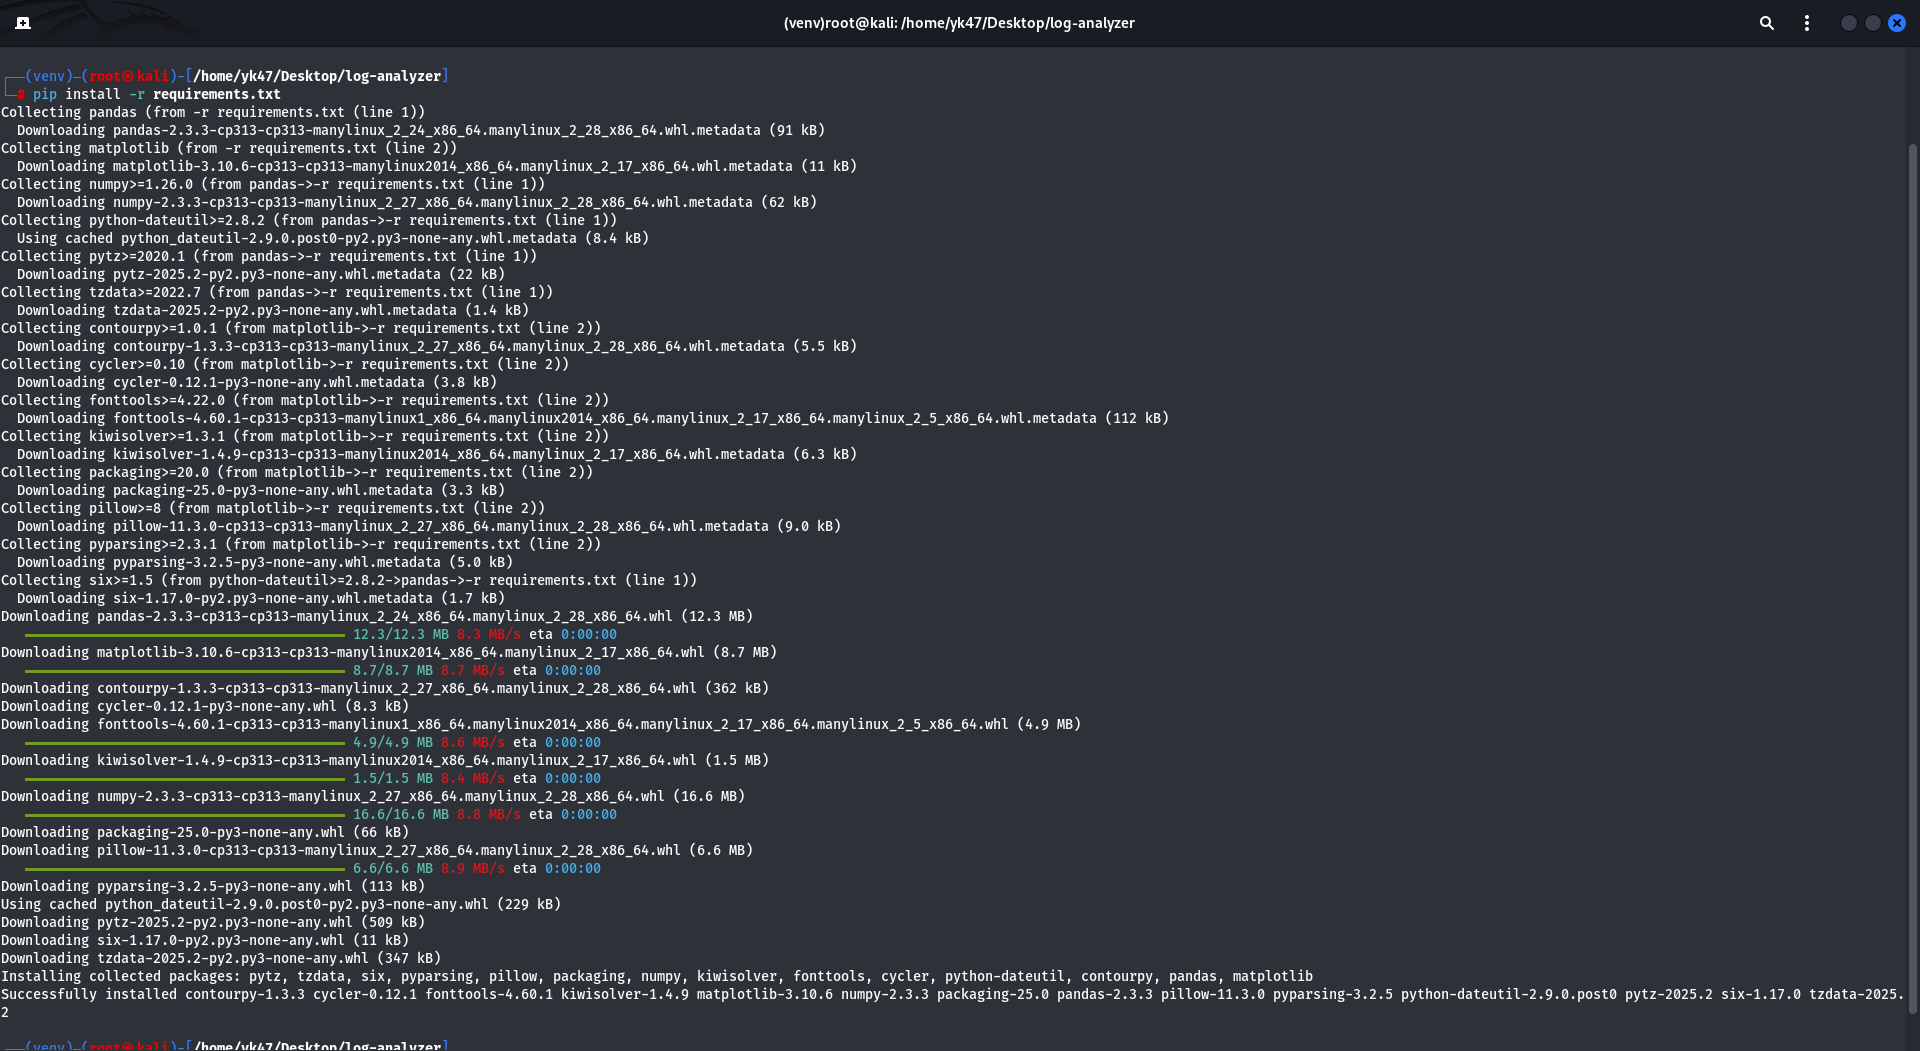 (venv)root@kali: /home/yk47/Desktop/log-analyzer
(venv)-(root㉿kali)-[/home/yk47/Desktop/log-analyzer]
# pip install -r requirements.txt
Collecting pandas (from -r requirements.txt (line 1))
  Downloading pandas-2.3.3-cp313-cp313-manylinux_2_24_x86_64.manylinux_2_28_x86_64.whl.metadata (91 kB)
Collecting matplotlib (from -r requirements.txt (line 2))
  Downloading matplotlib-3.10.6-cp313-cp313-manylinux2014_x86_64.manylinux_2_17_x86_64.whl.metadata (11 kB)
Collecting numpy>=1.26.0 (from pandas->-r requirements.txt (line 1))
  Downloading numpy-2.3.3-cp313-cp313-manylinux_2_27_x86_64.manylinux_2_28_x86_64.whl.metadata (62 kB)
Collecting python-dateutil>=2.8.2 (from pandas->-r requirements.txt (line 1))
  Using cached python_dateutil-2.9.0.post0-py2.py3-none-any.whl.metadata (8.4 kB)
Collecting pytz>=2020.1 (from pandas->-r requirements.txt (line 1))
  Downloading pytz-2025.2-py2.py3-none-any.whl.metadata (22 kB)
Collecting tzdata>=2022.7 (from pandas->-r requirements.txt (line 1))
  Downloading tzdata-2025.2-py2.py3-none-any.whl.metadata (1.4 kB)
Collecting contourpy>=1.0.1 (from matplotlib->-r requirements.txt (line 2))
  Downloading contourpy-1.3.3-cp313-cp313-manylinux_2_27_x86_64.manylinux_2_28_x86_64.whl.metadata (5.5 kB)
Collecting cycler>=0.10 (from matplotlib->-r requirements.txt (line 2))
  Downloading cycler-0.12.1-py3-none-any.whl.metadata (3.8 kB)
Collecting fonttools>=4.22.0 (from matplotlib->-r requirements.txt (line 2))
  Downloading fonttools-4.60.1-cp313-cp313-manylinux1_x86_64.manylinux2014_x86_64.manylinux_2_17_x86_64.manylinux_2_5_x86_64.whl.metadata (112 kB)
Collecting kiwisolver>=1.3.1 (from matplotlib->-r requirements.txt (line 2))
  Downloading kiwisolver-1.4.9-cp313-cp313-manylinux2014_x86_64.manylinux_2_17_x86_64.whl.metadata (6.3 kB)
Collecting packaging>=20.0 (from matplotlib->-r requirements.txt (line 2))
  Downloading packaging-25.0-py3-none-any.whl.metadata (3.3 kB)
Collecting pillow>=8 (from matplotlib->-r requirements.txt (line 2))
  Downloading pillow-11.3.0-cp313-cp313-manylinux_2_27_x86_64.manylinux_2_28_x86_64.whl.metadata (9.0 kB)
Collecting pyparsing>=2.3.1 (from matplotlib->-r requirements.txt (line 2))
  Downloading pyparsing-3.2.5-py3-none-any.whl.metadata (5.0 kB)
Collecting six>=1.5 (from python-dateutil>=2.8.2->pandas->-r requirements.txt (line 1))
  Downloading six-1.17.0-py2.py3-none-any.whl.metadata (1.7 kB)
Downloading pandas-2.3.3-cp313-cp313-manylinux_2_24_x86_64.manylinux_2_28_x86_64.whl (12.3 MB)
12.3/12.3 MB 8.3 MB/s eta 0:00:00
Downloading matplotlib-3.10.6-cp313-cp313-manylinux2014_x86_64.manylinux_2_17_x86_64.whl (8.7 MB)
8.7/8.7 MB 8.7 MB/s eta 0:00:00
Downloading contourpy-1.3.3-cp313-cp313-manylinux_2_27_x86_64.manylinux_2_28_x86_64.whl (362 kB)
Downloading cycler-0.12.1-py3-none-any.whl (8.3 kB)
Downloading fonttools-4.60.1-cp313-cp313-manylinux1_x86_64.manylinux2014_x86_64.manylinux_2_17_x86_64.manylinux_2_5_x86_64.whl (4.9 MB)
4.9/4.9 MB 8.6 MB/s eta 0:00:00
Downloading kiwisolver-1.4.9-cp313-cp313-manylinux2014_x86_64.manylinux_2_17_x86_64.whl (1.5 MB)
1.5/1.5 MB 8.4 MB/s eta 0:00:00
Downloading numpy-2.3.3-cp313-cp313-manylinux_2_27_x86_64.manylinux_2_28_x86_64.whl (16.6 MB)
16.6/16.6 MB 8.8 MB/s eta 0:00:00
Downloading packaging-25.0-py3-none-any.whl (66 kB)
Downloading pillow-11.3.0-cp313-cp313-manylinux_2_27_x86_64.manylinux_2_28_x86_64.whl (6.6 MB)
6.6/6.6 MB 8.9 MB/s eta 0:00:00
Downloading pyparsing-3.2.5-py3-none-any.whl (113 kB)
Using cached python_dateutil-2.9.0.post0-py2.py3-none-any.whl (229 kB)
Downloading pytz-2025.2-py2.py3-none-any.whl (509 kB)
Downloading six-1.17.0-py2.py3-none-any.whl (11 kB)
Downloading tzdata-2025.2-py2.py3-none-any.whl (347 kB)
Installing collected packages: pytz, tzdata, six, pyparsing, pillow, packaging, numpy, kiwisolver, fonttools, cycler, python-dateutil, contourpy, pandas, matplotlib
Successfully installed contourpy-1.3.3 cycler-0.12.1 fonttools-4.60.1 kiwisolver-1.4.9 matplotlib-3.10.6 numpy-2.3.3 packaging-25.0 pandas-2.3.3 pillow-11.3.0 pyparsing-3.2.5 python-dateutil-2.9.0.post0 pytz-2025.2 six-1.17.0 tzdata-2025.
2
(venv)-(root㉿kali)-[/home/yk47/Desktop/log-analyzer]